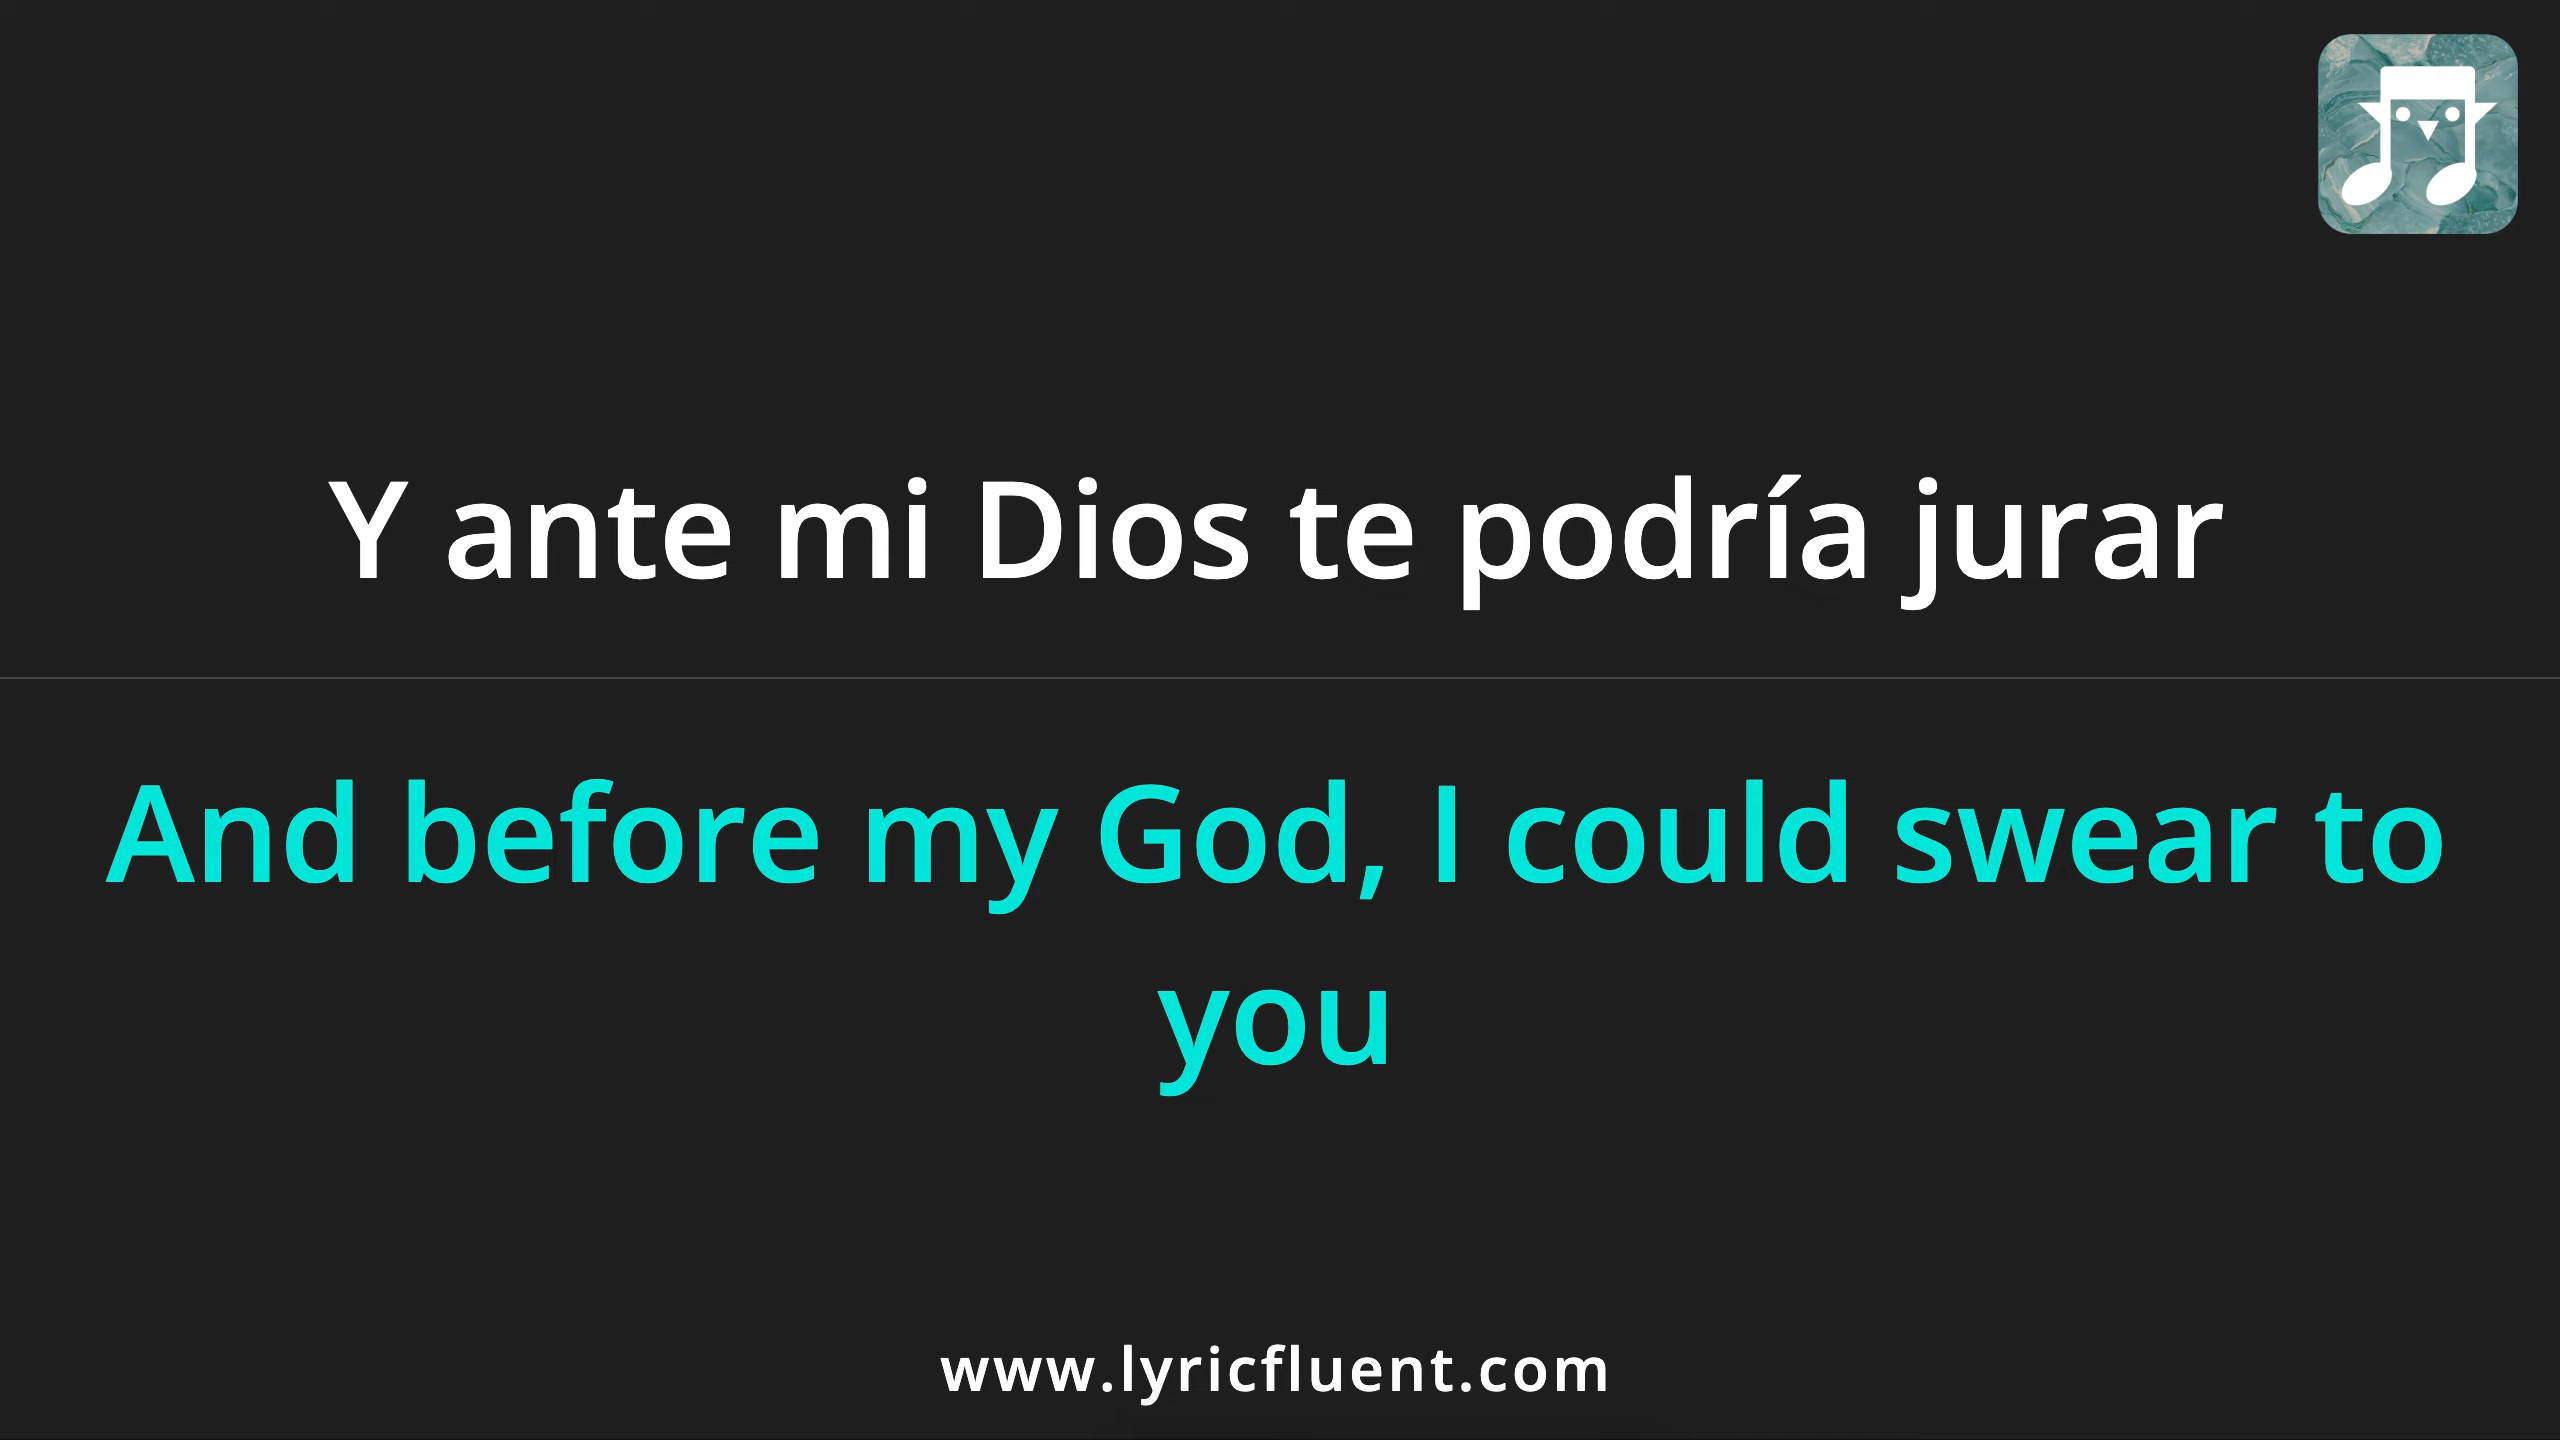 Y ante mi Dios te podría jurar
And before my God, I could swear to
you
www.lyricfluent.com